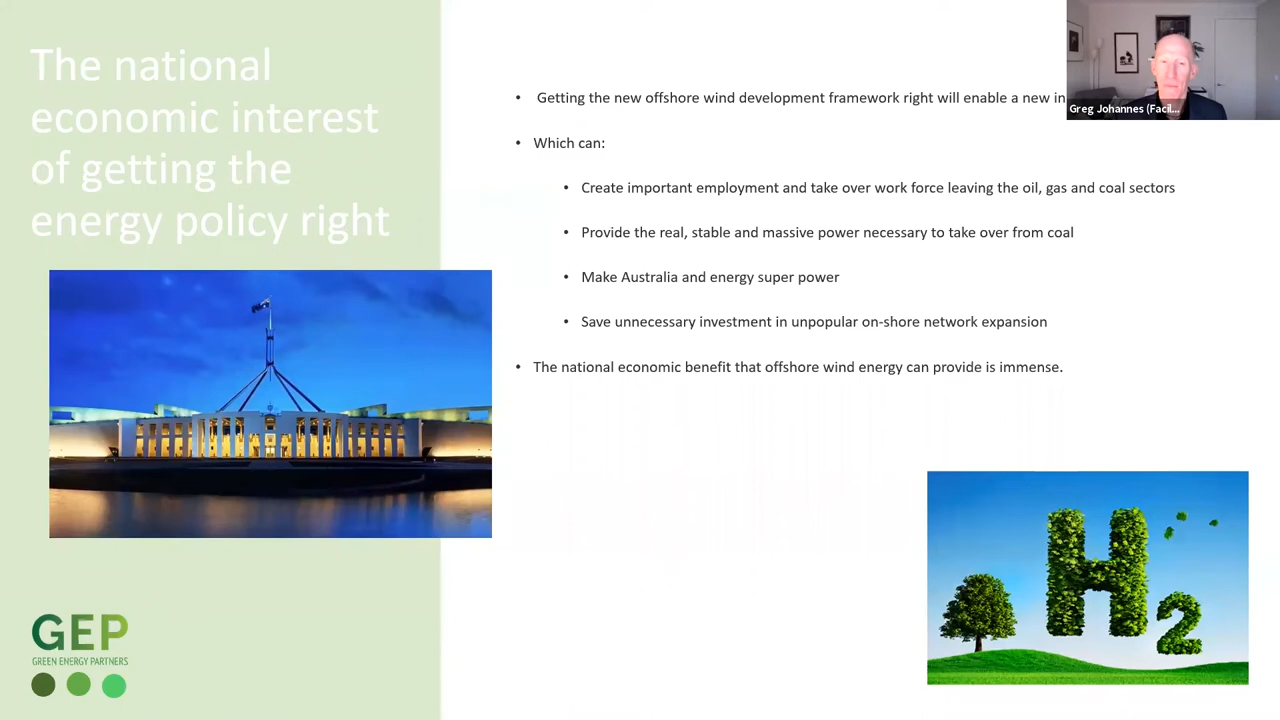 The national
economic interest
of getting the
energy policy right
• Getting the new offshore wind development framework right will enable a new in
• Which can:
• Create important employment and take over work force leaving the oil, gas and coal sectors
• Provide the real, stable and massive power necessary to take over from coal
• Make Australia and energy super power
• Save unnecessary investment in unpopular on-shore network expansion
• The national economic benefit that offshore wind energy can provide is immense.
Greg Johannes (Facil...
H2
GEP
GREEN ENERGY PARTNERS